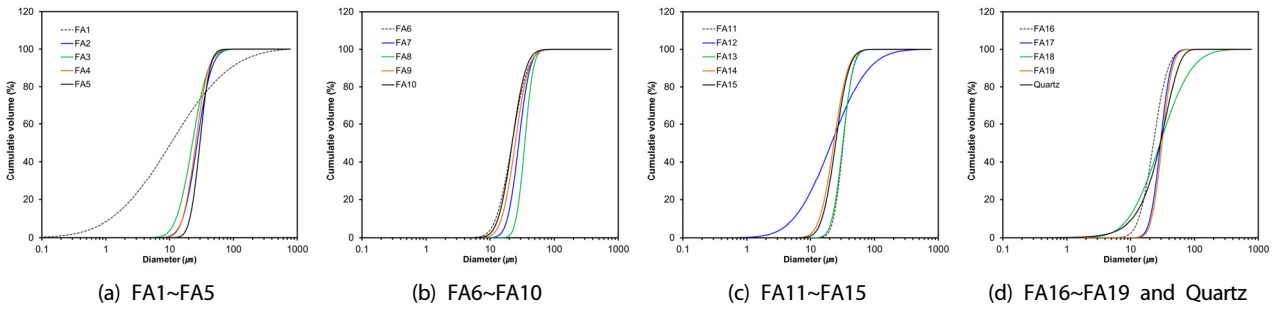 120
100
80
60
40
20
0
Cumulatie volume (%)
FA1
FA2
FA3
FA4
FA5
0.1 1 10 100 1000
Diameter (㎛)
(a) FA1~FA5
120
100
80
60
40
20
0
Cumulatie volume (%)
FA6
FA7
FA8
FA9
FA10
0.1 1 10 100 1000
Diameter (㎛)
(b) FA6~FA10
120
100
80
60
40
20
0
Cumulatie volume (%)
FA11
FA12
FA13
FA14
FA15
0.1 1 10 100 1000
Diameter (㎛)
(c) FA11~FA15
120
100
80
60
40
20
0
Cumulatie volume (%)
FA16
FA17
FA18
FA19
Quartz
0.1 1 10 100 1000
Diameter (㎛)
(d) FA16~FA19 and Quartz